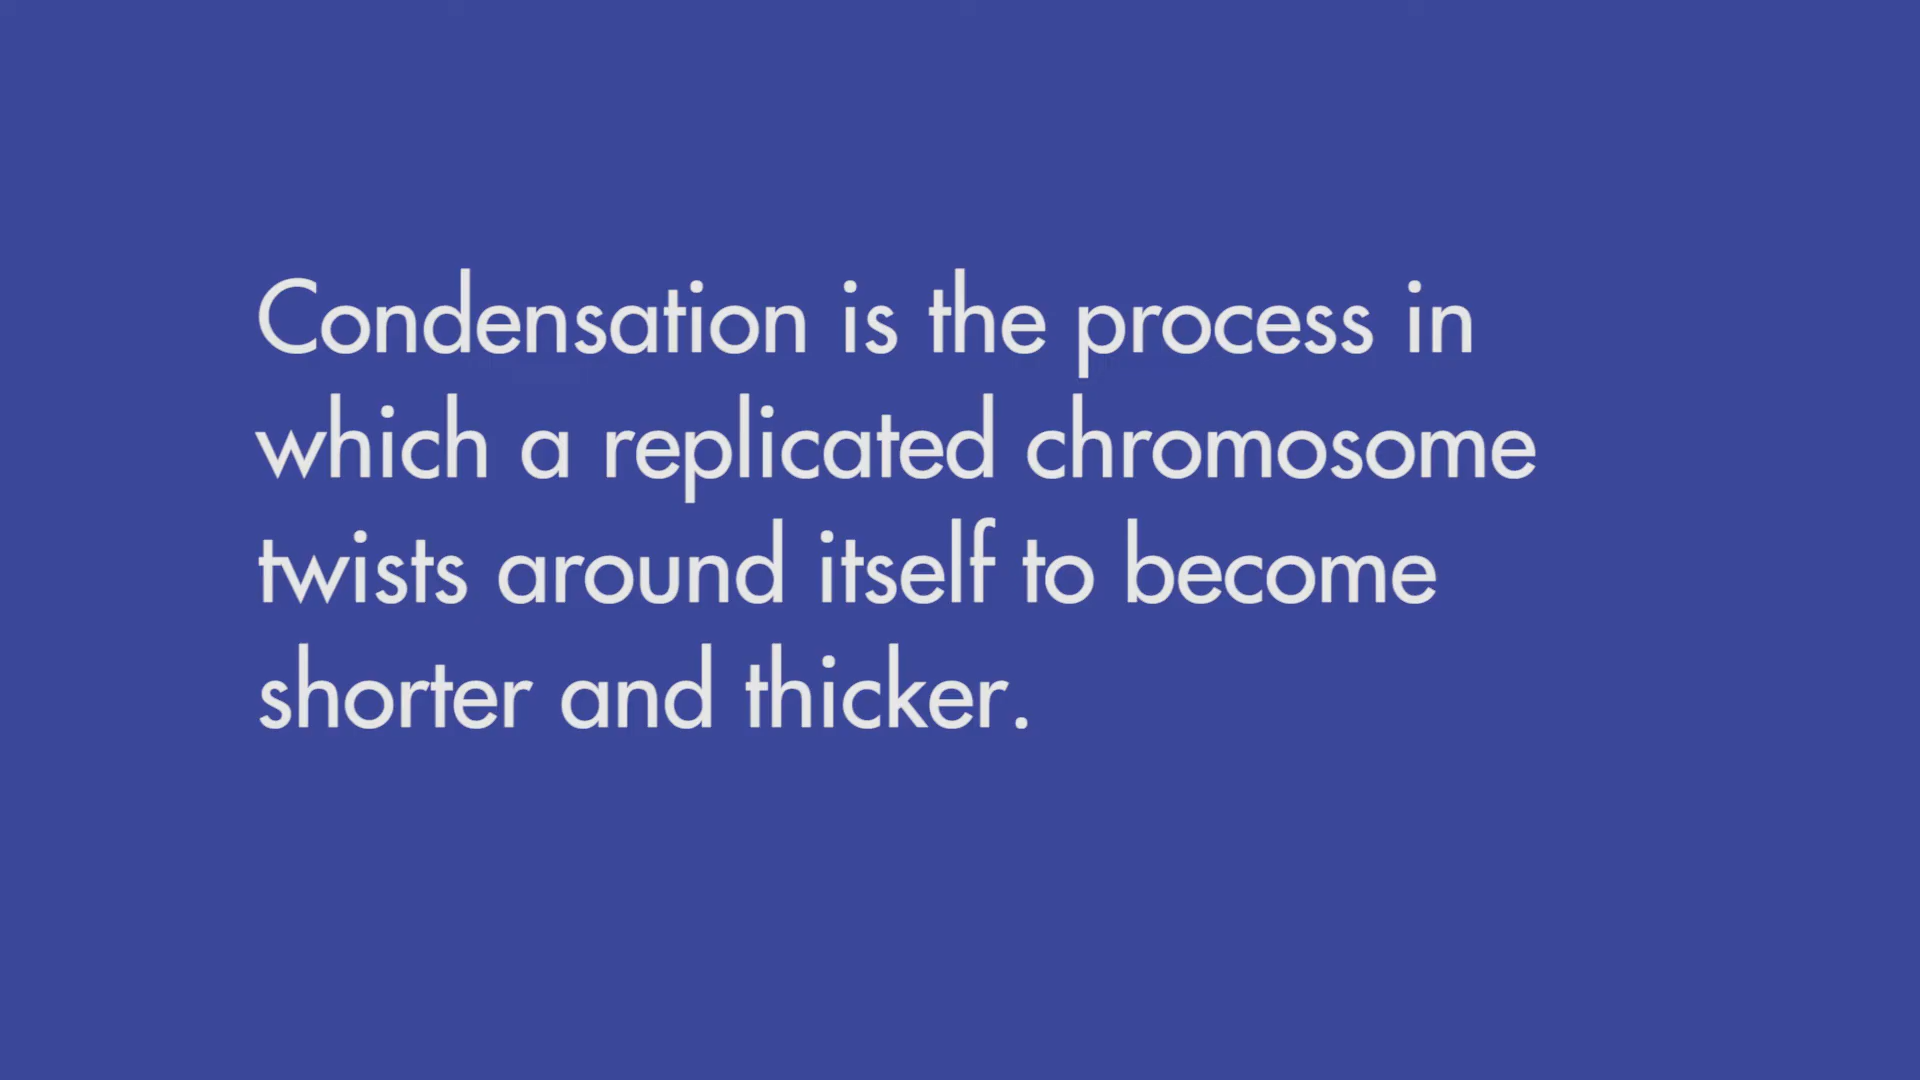 Condensation is the process in
which a replicated chromosome
twists around itself to become
shorter and thicker.